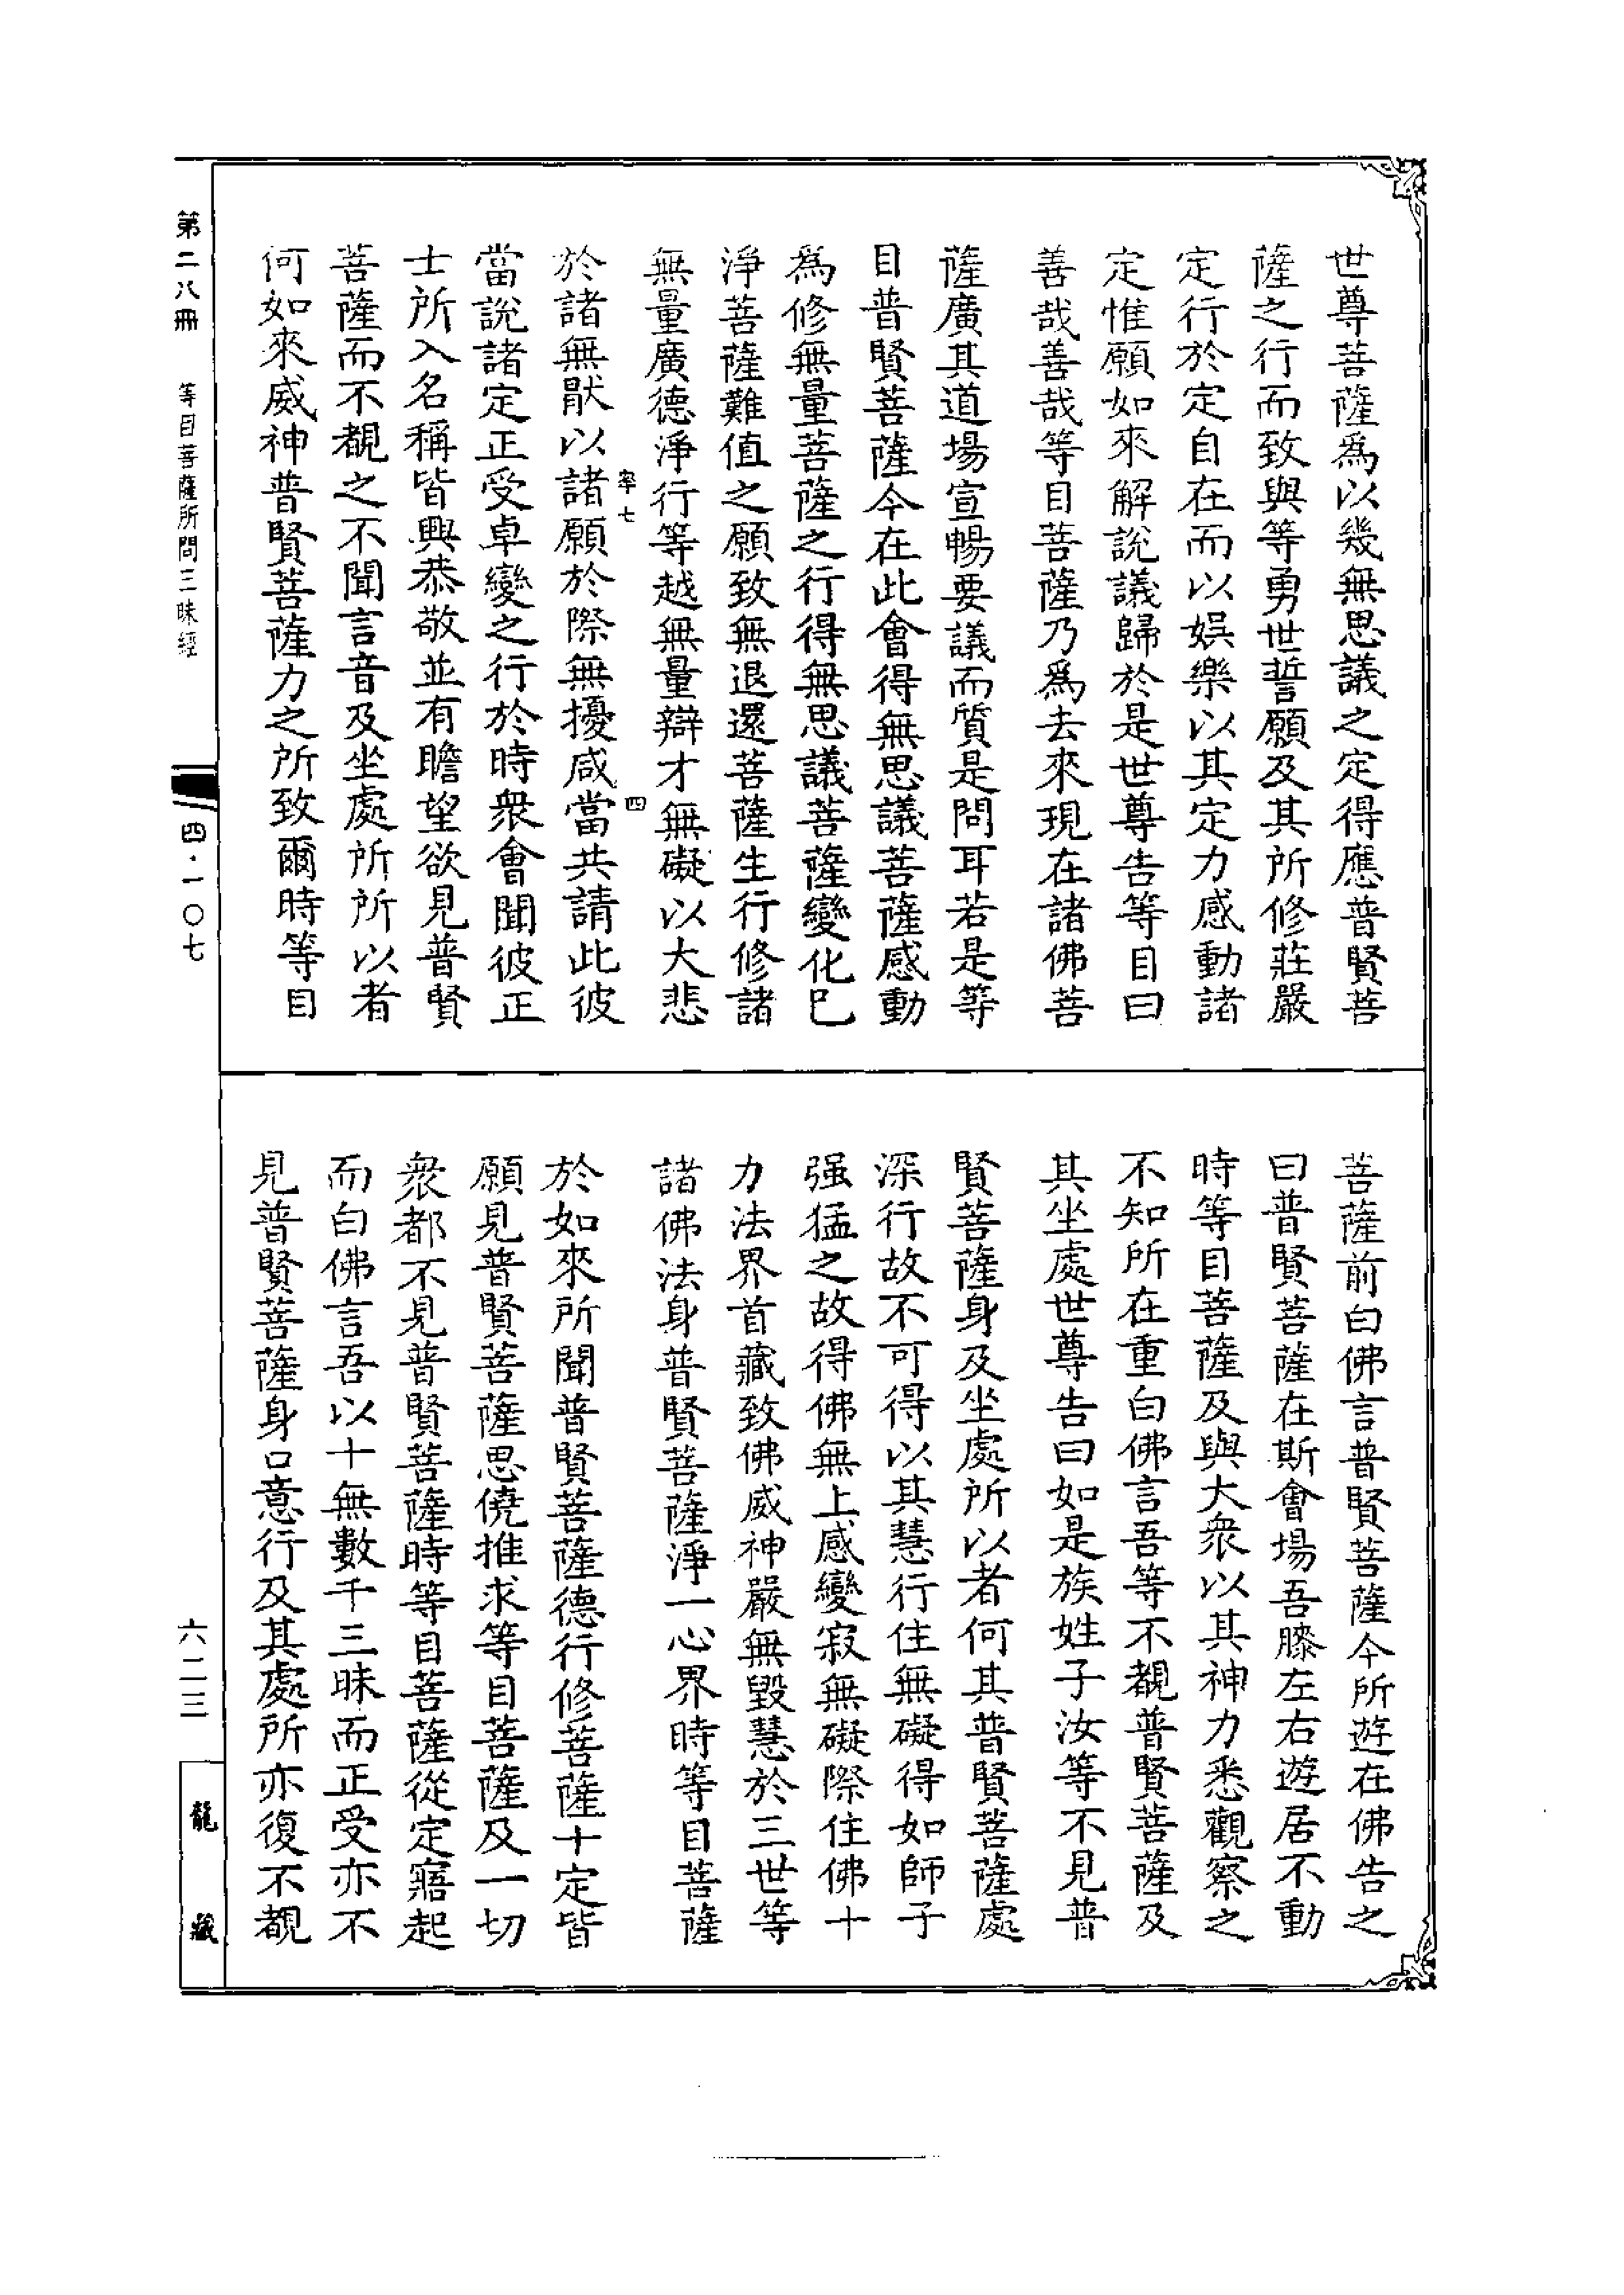 世尊菩薩爲以幾無思議之定得應普賢菩
薩之行而致與等勇世誓願及其所修莊嚴
定行於定自在而以娛樂以其定力感動諸
定惟願如來解說議歸於是世尊告等目曰
善哉善哉等目菩薩乃爲去來現在諸佛菩
薩廣其道場宣暢要議而質是問耳若是等
目普賢菩薩今在此會得無思議菩薩感動
爲修無量菩薩之行得無思議菩薩變化已
淨菩薩難值之願致無退還菩薩生行修諸
無量廣德淨行等越無量辯才無礙以大悲
率七
四
於諸無猒以諸願於際無擾咸當共請此彼
當說諸定正受卓變之行於時衆會聞彼正
士所入名稱皆興恭敬並有瞻望欲見普賢
菩薩而不覩之不聞言音及坐處所所以者
何如來威神普賢菩薩力之所致爾時等目
菩薩前白佛言普賢菩薩今所遊在佛告之
曰普賢菩薩在斯會場吾膝左右遊居不動
時等目菩薩及與大衆以其神力悉觀察之
不知所在重白佛言吾等不覩普賢菩薩及
其坐處世尊告曰如是族姓子汝等不見普
賢菩薩身及坐處所以者何其普賢菩薩處
深行故不可得以其慧行住無礙得如師子
强猛之故得佛無上感變寂無礙際住佛十
力法界首藏致佛威神嚴無毀慧於三世等
諸佛法身普賢菩薩淨一心界時等目菩薩
於如來所聞普賢菩薩德行修菩薩十定皆
願見普賢菩薩思僥推求等目菩薩及一切
衆都不見普賢菩薩時等目菩薩從定寤起
而白佛言吾以十無數千三昧而正受亦不
見普賢菩薩身口意行及其處所亦復不覩
第二八冊
等目菩薩所問三昧經
四·一〇七
六二三
龍藏